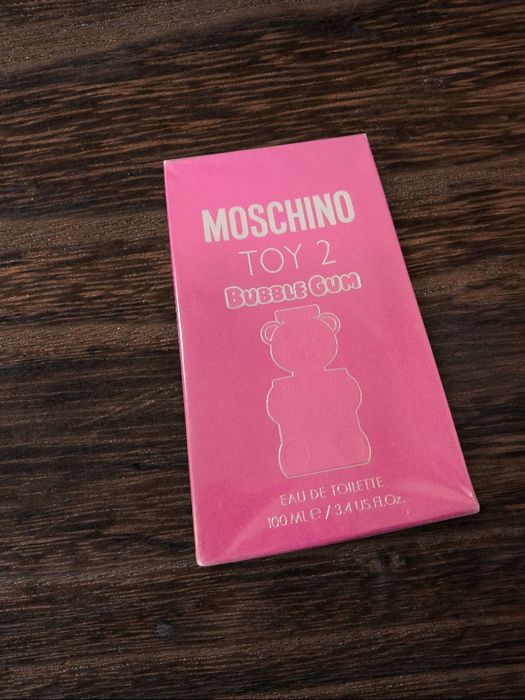 MOSCHINO
TOY 2
BUBBLE GUM
EAU DE TOILETTE
100 ML ℮ / 3.4 US Fl.Oz.